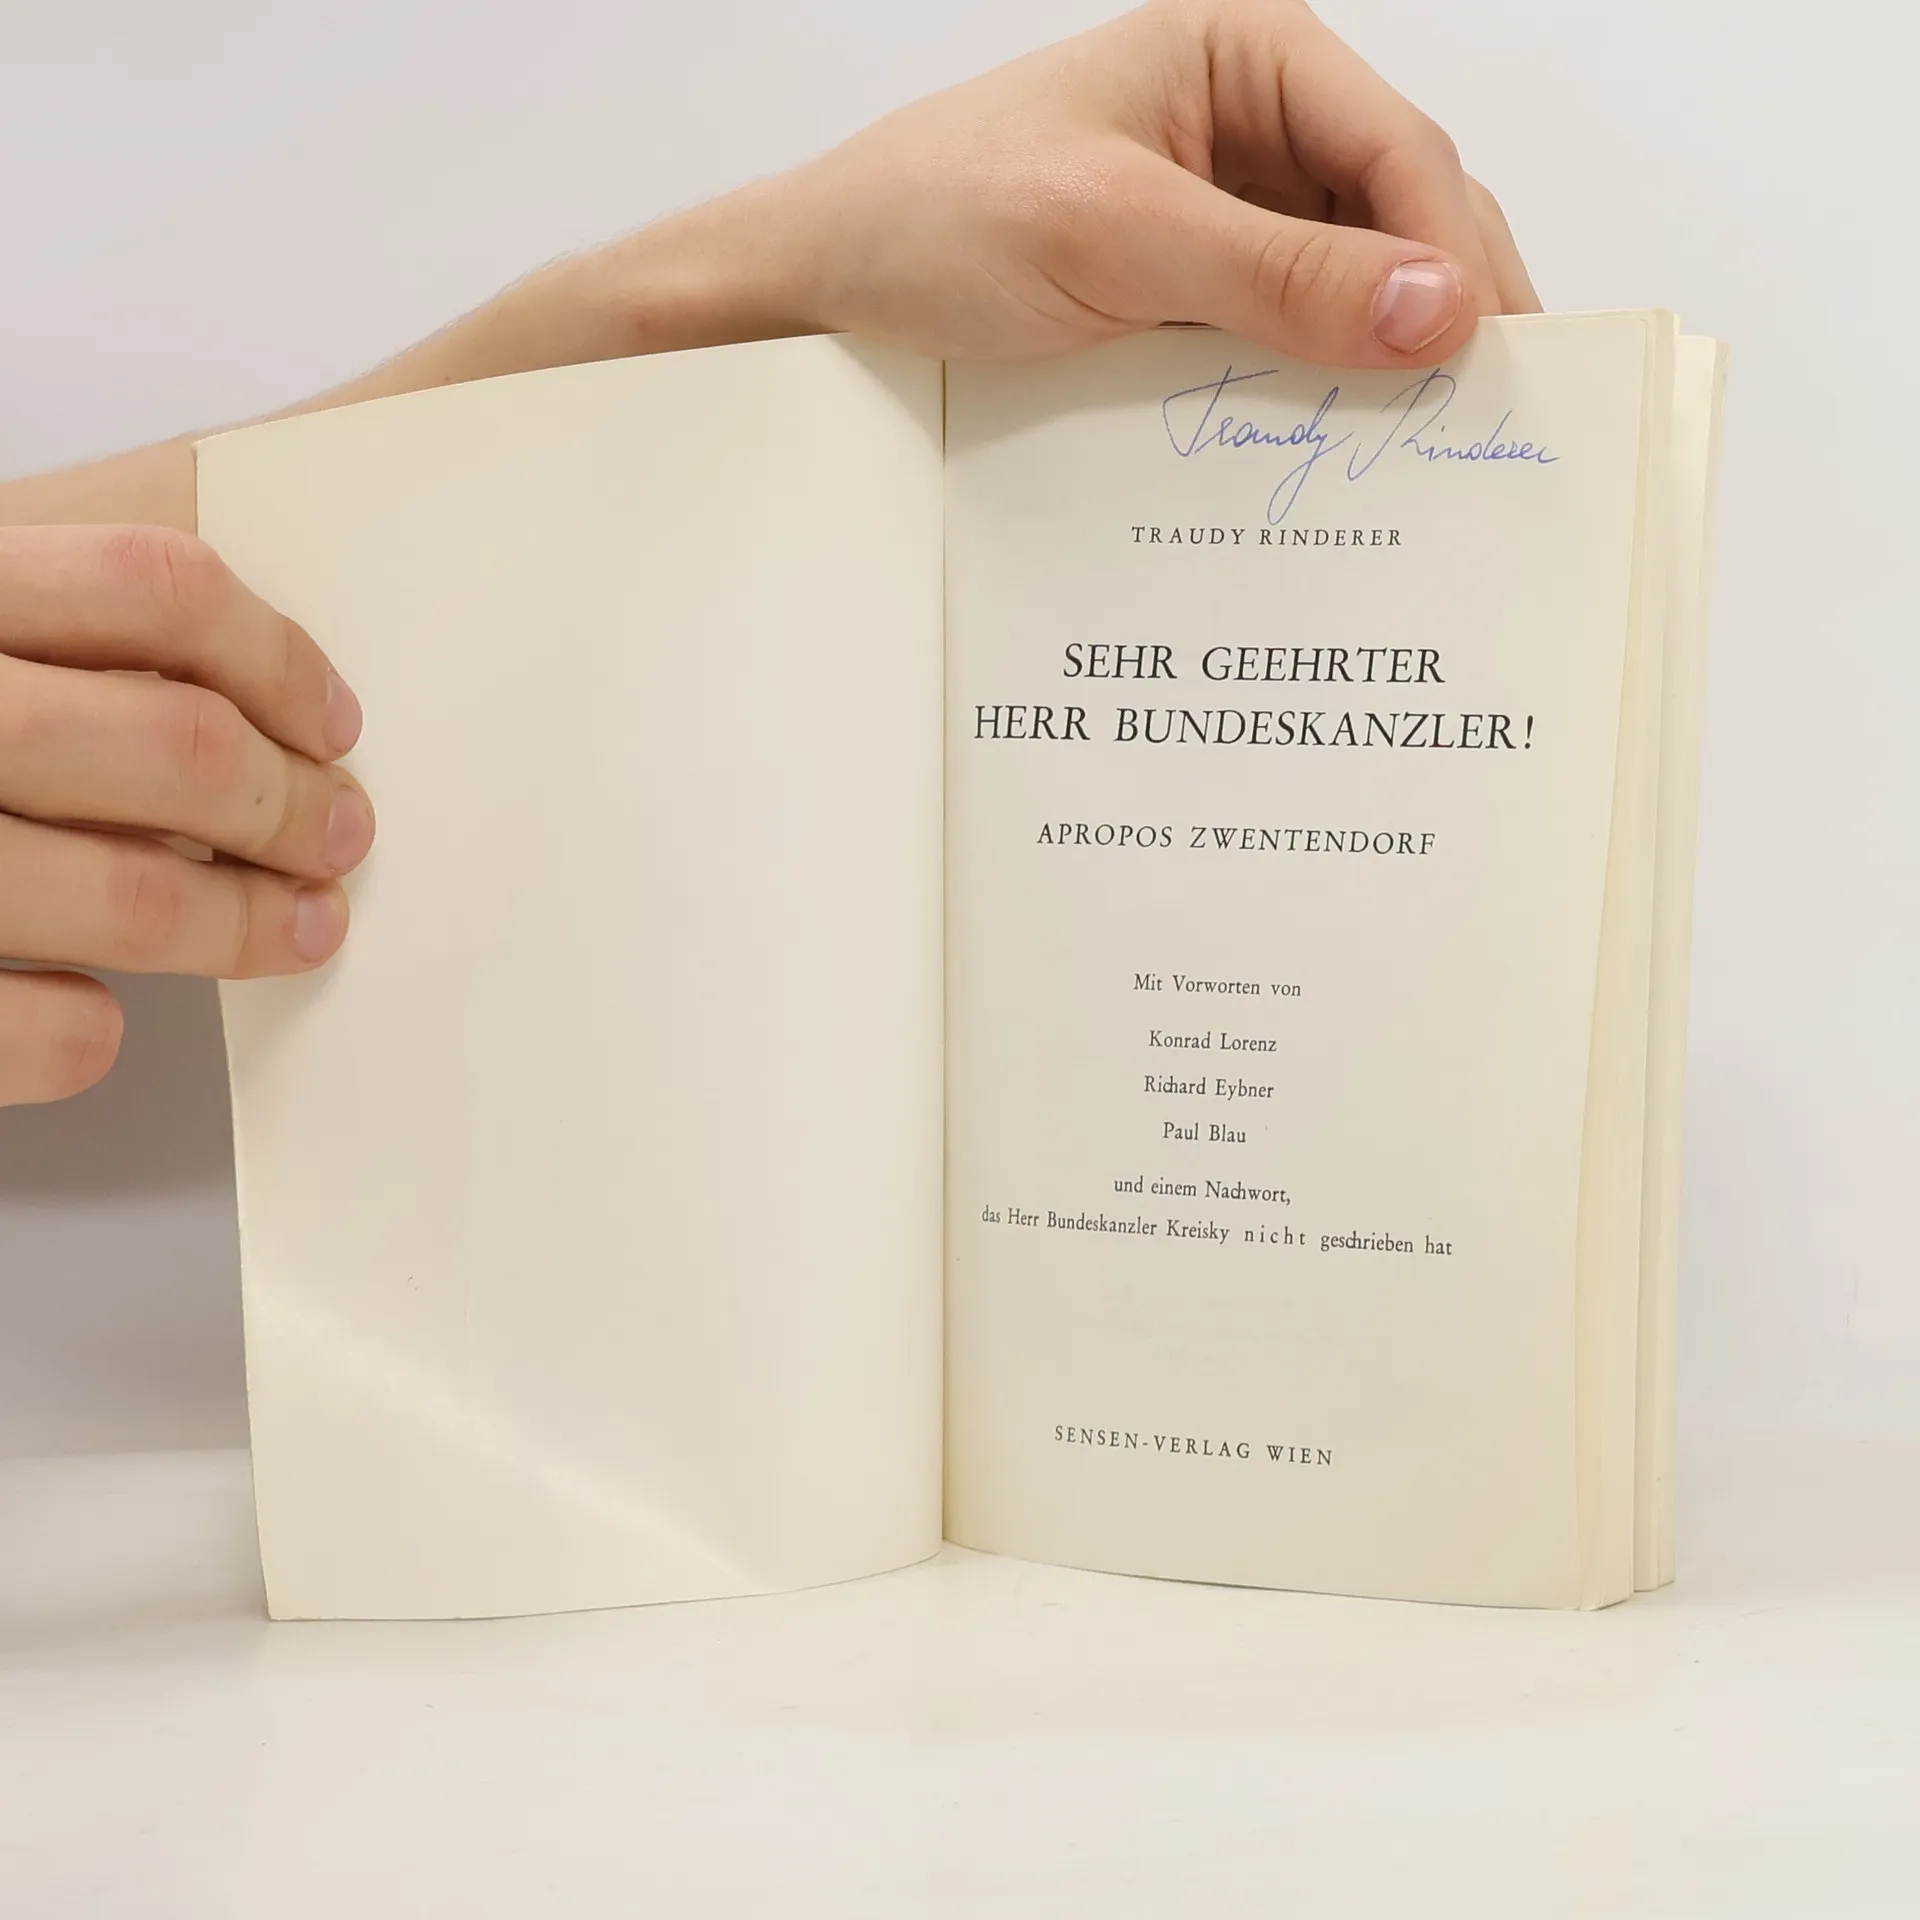 Traudy Rinderer
TRAUDY RINDERER
SEHR GEEHRTER
HERR BUNDESKANZLER!
APROPOS ZWENTENDORF
Mit Vorworten von
Konrad Lorenz
Richard Eybner
Paul Blau
und einem Nachwort,
das Herr Bundeskanzler Kreisky nicht geschrieben hat
SENSEN-VERLAG WIEN